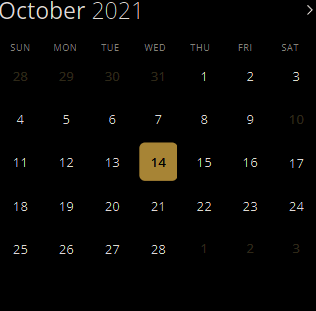 October 2021
SUN MON TUE WED THU FRI SAT
28 29 30 31 1 2 3
4 5 6 7 8 9 10
11 12 13 14 15 16 17
18 19 20 21 22 23 24
25 26 27 28 1 2 3